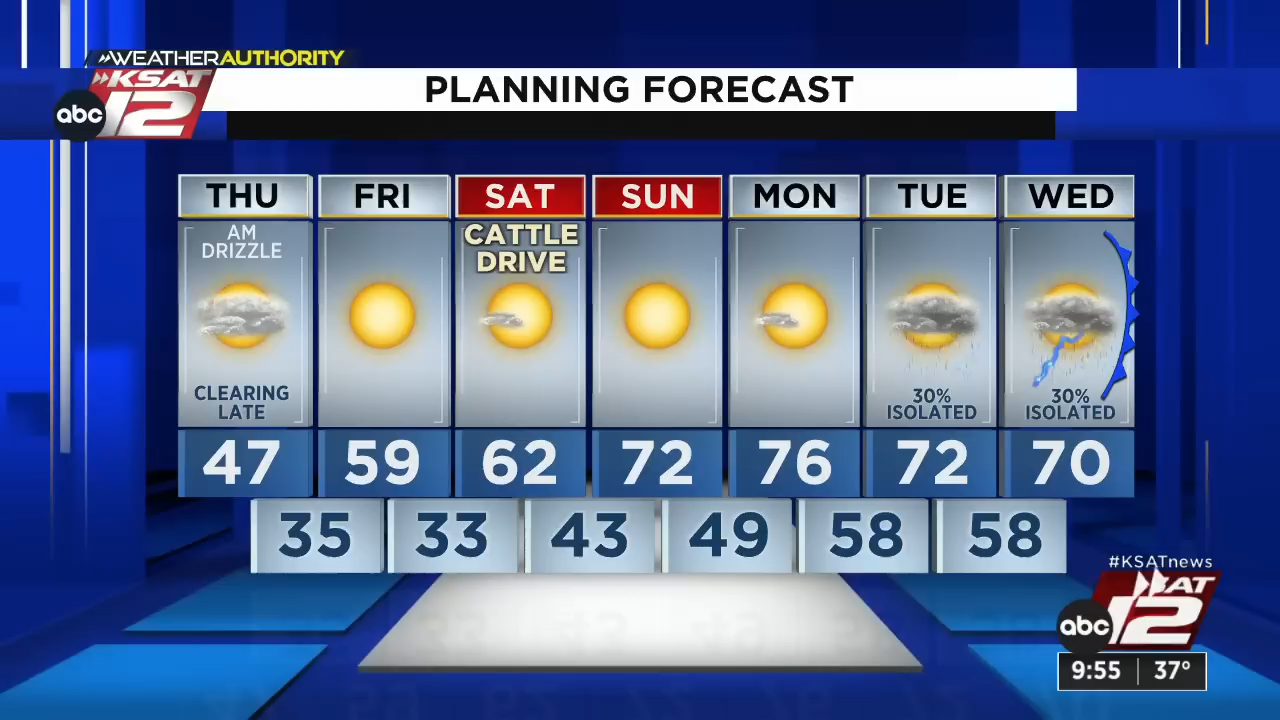 WEATHERAUTHORITY
KSAT
abc 12
PLANNING FORECAST
THU FRI SAT SUN MON TUE WED
AM
DRIZZLE
CATTLE
DRIVE
CLEARING
LATE
30%
ISOLATED
30%
ISOLATED
47 59 62 72 76 72 70
35 33 43 49 58 58
#KSATnews
SAT
abc 12
9:55 37°